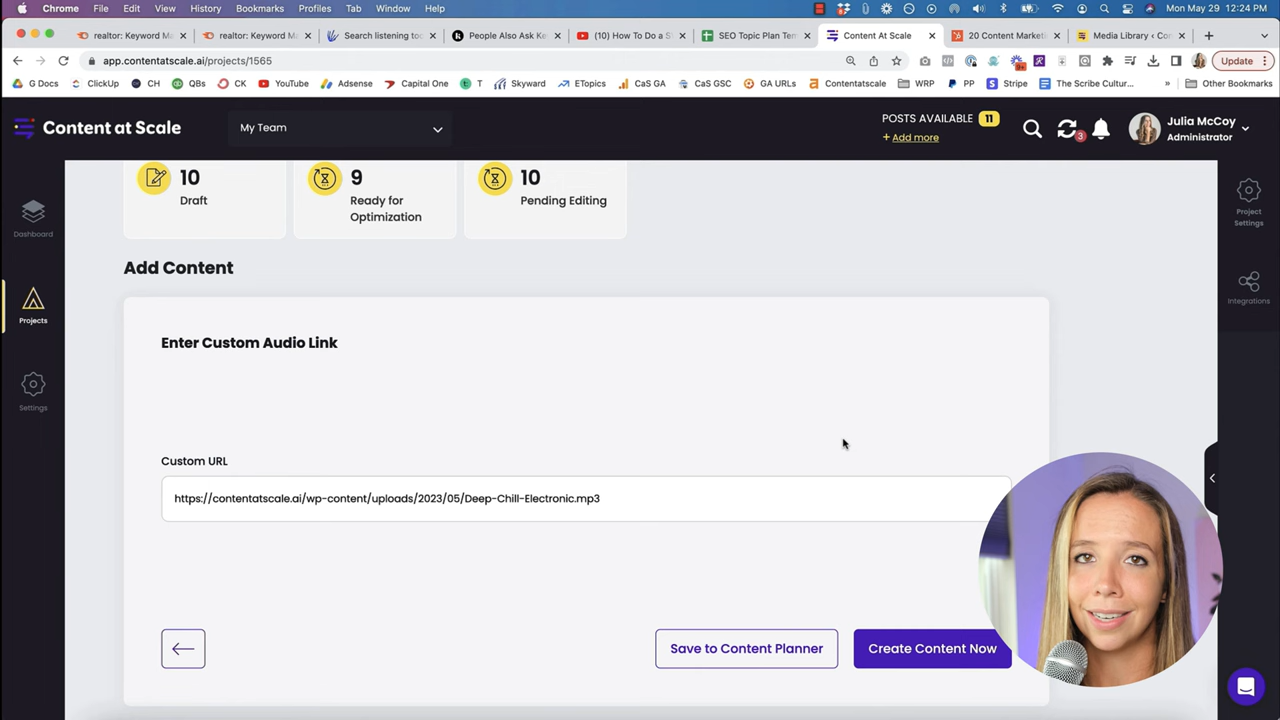 Chrome File Edit View History Bookmarks Profiles Tab Window Help
Mon May 29 12:24 PM
realtor: Keyword Ma
realtor: Keyword Ma
Search listening too
People Also Ask Ke
(10) How To Do a S
SEO Topic Plan Tem
Content At Scale
20 Content Marketi
Media Library ‹ Con
app.contentatscale.ai/projects/1565
Update
G Docs
ClickUp
CH
QBs
CK
YouTube
Adsense
Capital One
T
Skyward
ETopics
CaS GA
CaS GSC
GA URLs
Contentatscale
WRP
PP
Stripe
The Scribe Cultur...
»
Other Bookmarks
Content at Scale
My Team
POSTS AVAILABLE 11
+ Add more
3
Julia McCoy
Administrator
Dashboard
Projects
Settings
10
Draft
9
Ready for
Optimization
10
Pending Editing
Project
Settings
Integrations
Add Content
Enter Custom Audio Link
Custom URL
https://contentatscale.ai/wp-content/uploads/2023/05/Deep-Chill-Electronic.mp3
Save to Content Planner
Create Content Now